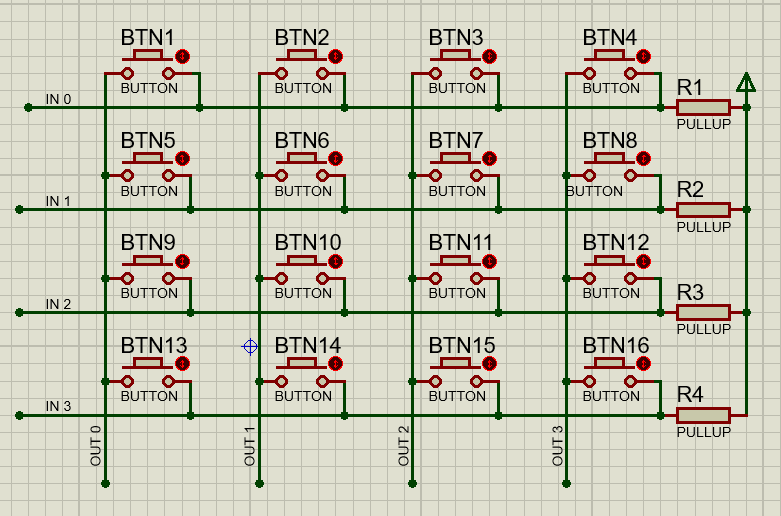 BTN1 BTN2 BTN3 BTN4
BUTTON BUTTON BUTTON BUTTON
R1
IN 0
PULLUP
BTN5 BTN6 BTN7 BTN8
BUTTON BUTTON BUTTON BUTTON
R2
IN 1
PULLUP
BTN9 BTN10 BTN11 BTN12
BUTTON BUTTON BUTTON BUTTON
R3
IN 2
PULLUP
BTN13 BTN14 BTN15 BTN16
BUTTON BUTTON BUTTON BUTTON
R4
IN 3
PULLUP
OUT 0
OUT 1
OUT 2
OUT 3